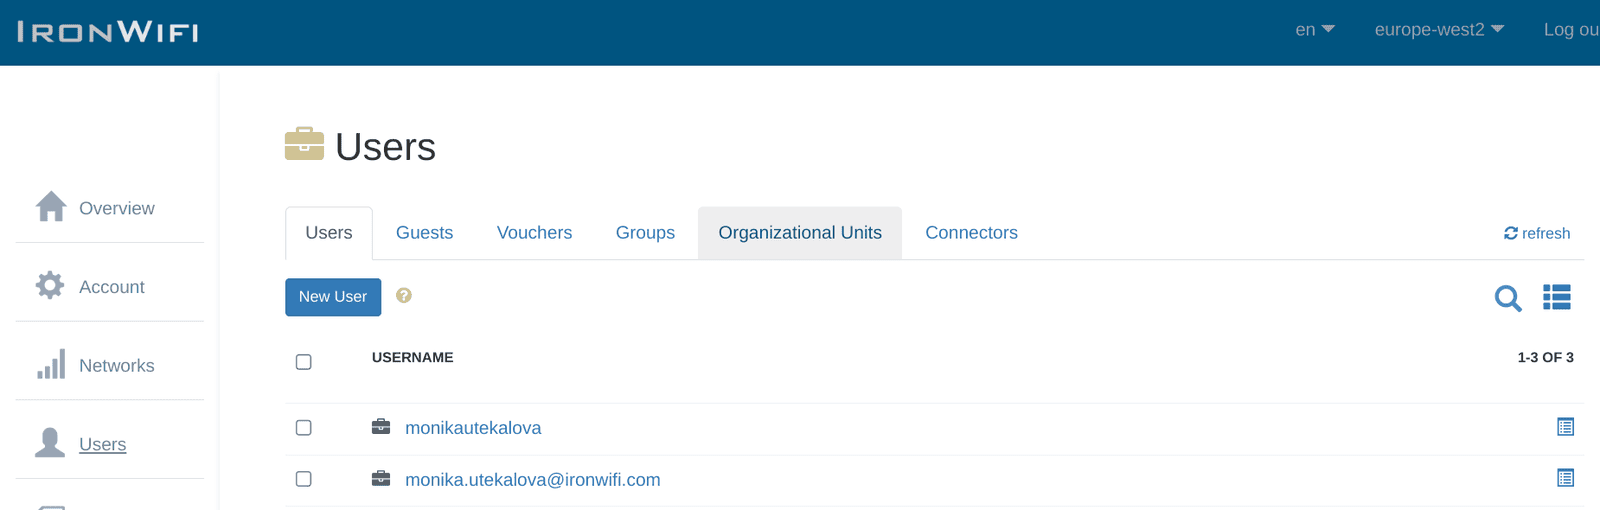 IRONWIFI
en
europe-west2
Log ou
Users
Overview
Account
Networks
Users
Users
Guests
Vouchers
Groups
Organizational Units
Connectors
refresh
New User
?
USERNAME
1-3 OF 3
monikautekalova
monika.utekalova@ironwifi.com